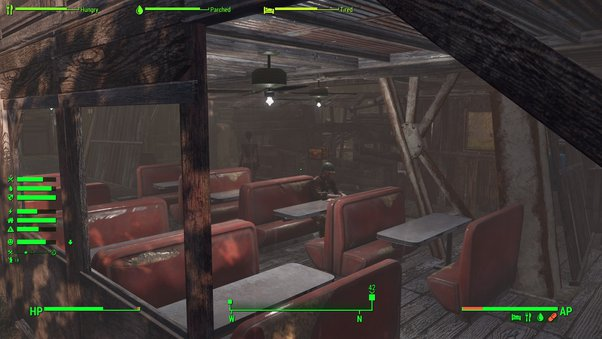 Hungry
Parched
Tired
HP
42
W
N
AP